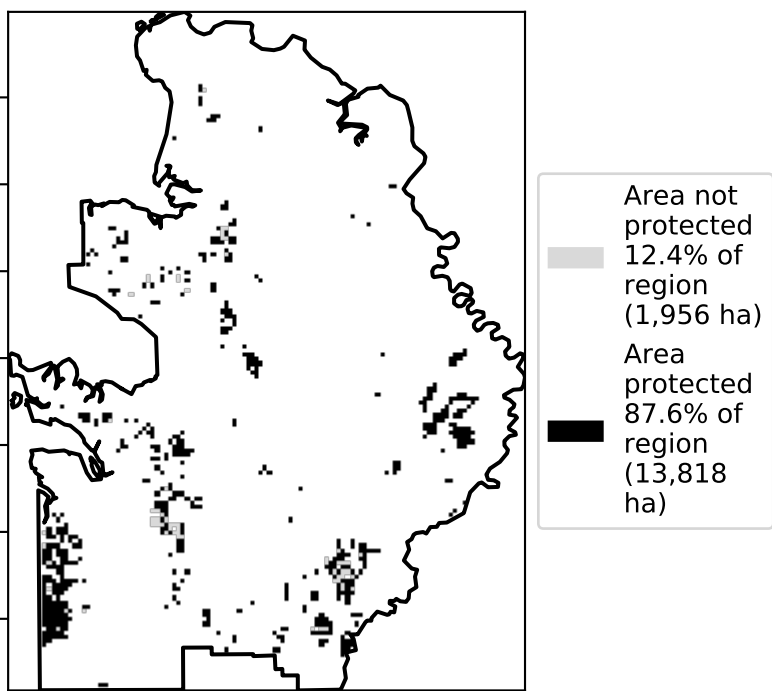 Area not
protected
12.4% of
region
(1,956 ha)
Area
protected
87.6% of
region
(13,818
ha)